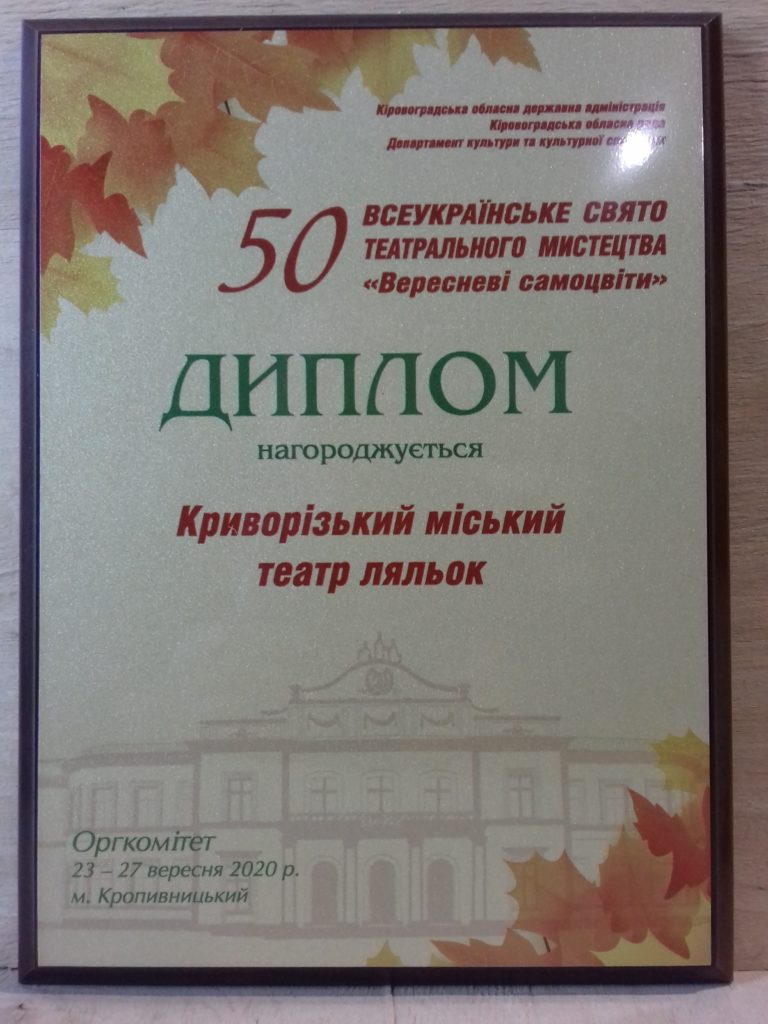 Кіровоградська обласна державна адміністрація
Кіровоградська обласна рада
Департамент культури та культурної
50 ВСЕУКРАЇНСЬКЕ СВЯТО
ТЕАТРАЛЬНОГО МИСТЕЦТВА
«Вересневі самоцвіти»
ДИПЛОМ
нагороджується
Криворізький міський
театр ляльок
Оргкомітет
23 – 27 вересня 2020 р.
м. Кропивницький